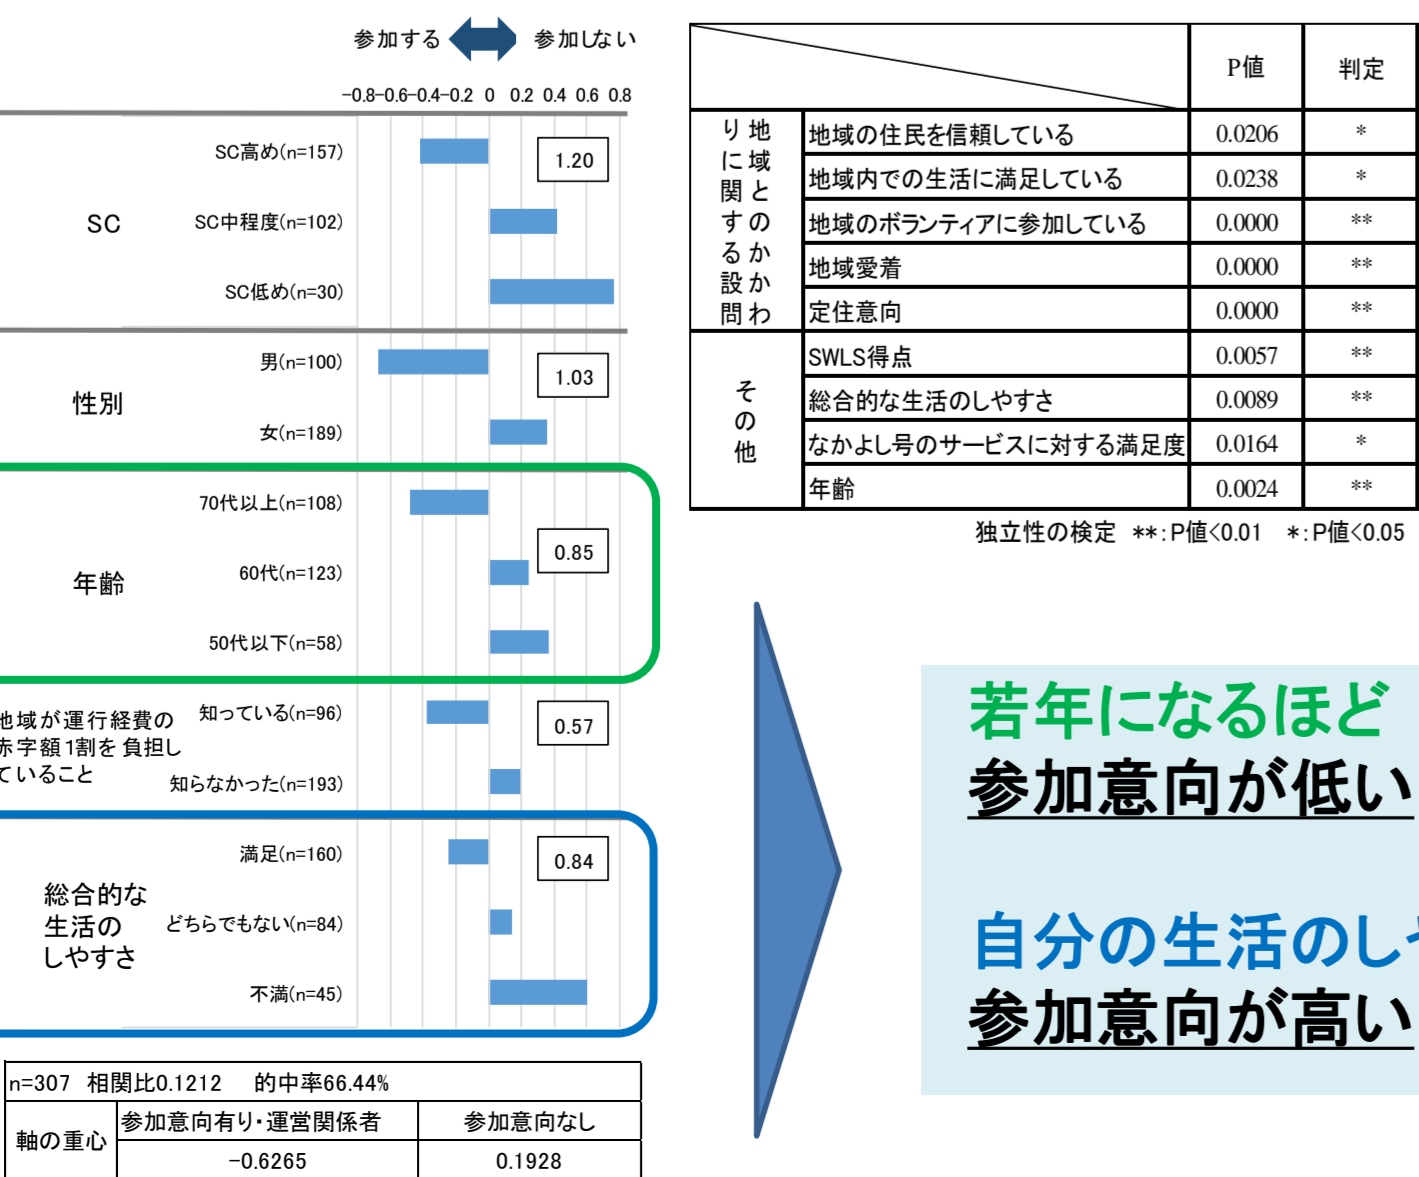 参加する 参加しない
-0.8-0.6-0.4-0.2 0 0.2 0.4 0.6 0.8
SC
SC高め(n=157)
1.20
SC中程度(n=102)
SC低め(n=30)
性別
男(n=100)
1.03
女(n=189)
年齢
70代以上(n=108)
0.85
60代(n=123)
50代以下(n=58)
地域が運行経費の
赤字額1割を負担し
ていること
知っている(n=96)
0.57
知らなかった(n=193)
総合的な
生活の
しやすさ
満足(n=160)
0.84
どちらでもない(n=84)
不満(n=45)
n=307 相関比0.1212 的中率66.44%
軸の重心 参加意向有り・運営関係者 参加意向なし
-0.6265 0.1928
P値 判定
地域とのかかわ
りに関する設問
地域の住民を信頼している 0.0206 *
地域内での生活に満足している 0.0238 *
地域のボランティアに参加している 0.0000 **
地域愛着 0.0000 **
定住意向 0.0000 **
その他
SWLS得点 0.0057 **
総合的な生活のしやすさ 0.0089 **
なかよし号のサービスに対する満足度 0.0164 *
年齢 0.0024 **
独立性の検定 **:P値<0.01 *:P値<0.05
若年になるほど
参加意向が低い
自分の生活のし
参加意向が高い